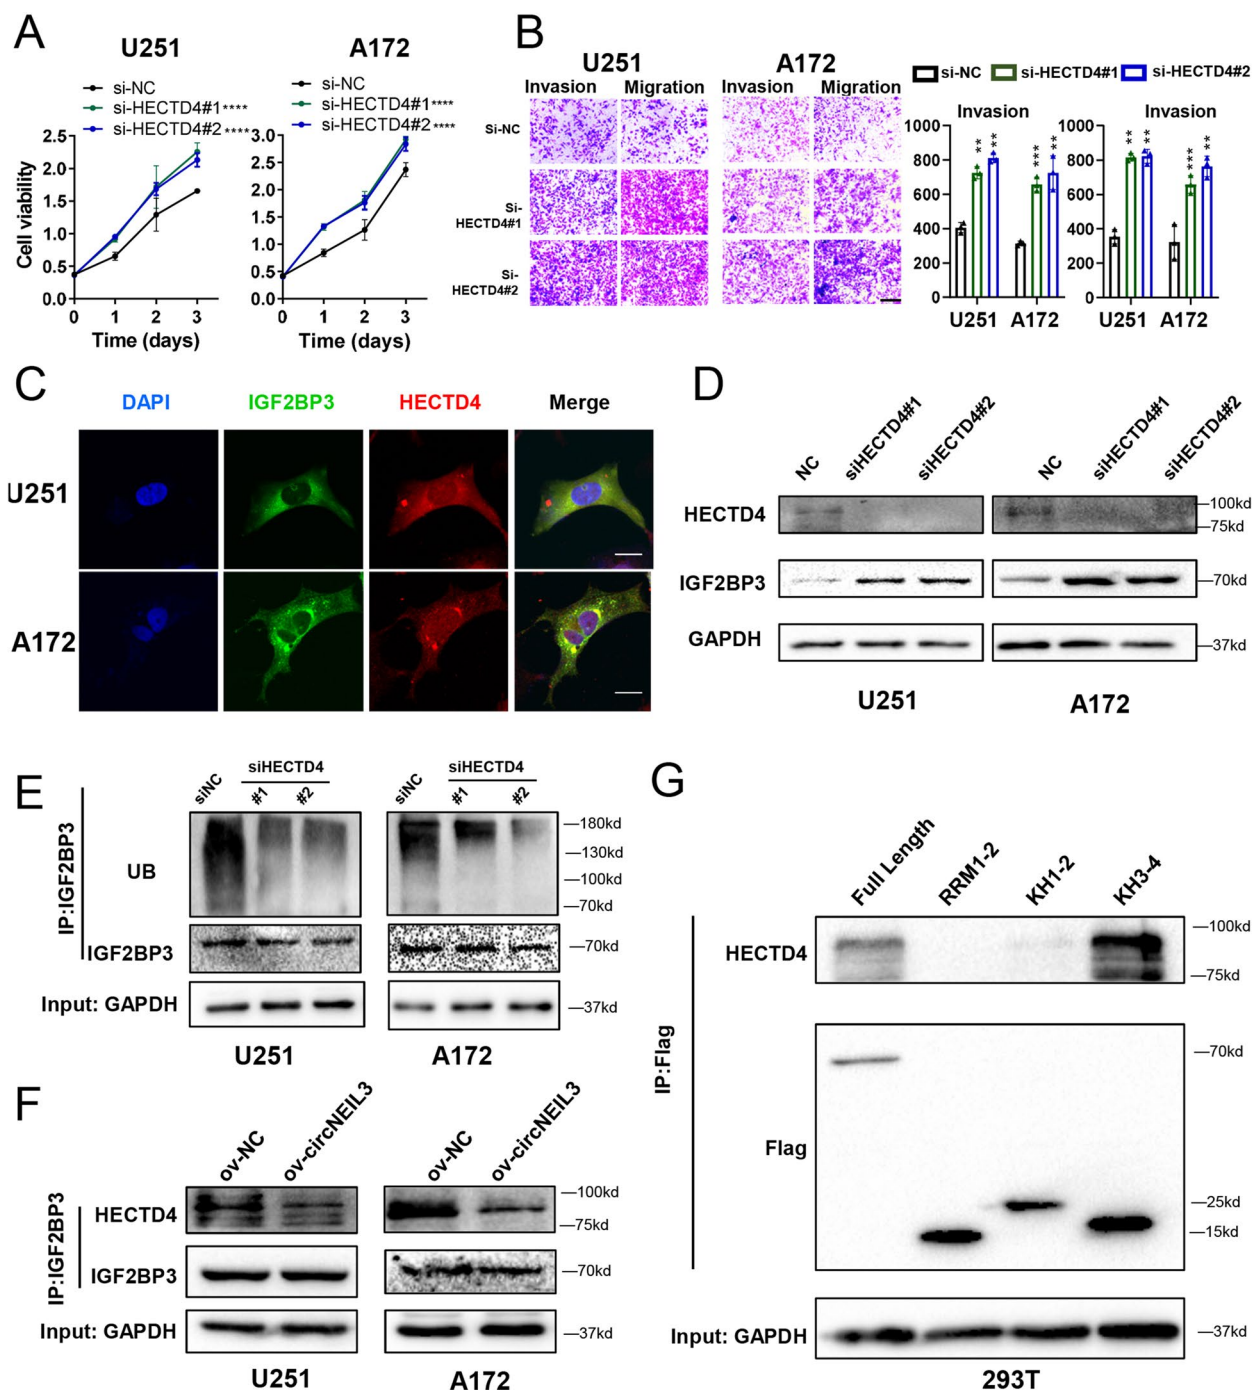 A
U251
si-NC
si-HECTD4#1****
si-HECTD4#2****
2.5
2.0
1.5
1.0
0.5
0.0
0 1 2 3
Cell viability
Time (days)
A172
si-NC
si-HECTD4#1****
si-HECTD4#2****
3.0
2.5
2.0
1.5
1.0
0.5
0.0
0 1 2 3
Time (days)
B
U251 A172
Invasion Migration Invasion Migration
Si-NC
Si-
HECTD4#1
Si-
HECTD4#2
si-NC si-HECTD4#1 si-HECTD4#2
Invasion
800
600
400
200
0
** ** *** **
U251 A172
Invasion
800
600
400
200
0
** ** *** **
U251 A172
C
DAPI IGF2BP3 HECTD4 Merge
U251
A172
D
NC siHECTD4#1 siHECTD4#2 NC siHECTD4#1 siHECTD4#2
HECTD4
—100kd
—75kd
IGF2BP3
—70kd
GAPDH
—37kd
U251 A172
E
siNC siHECTD4 siNC siHECTD4
#1 #2 #1 #2
IP:IGF2BP3
UB
—180kd
—130kd
—100kd
—70kd
IGF2BP3
—70kd
Input: GAPDH
—37kd
U251 A172
F
ov-NC ov-circNEIL3 ov-NC ov-circNEIL3
IP:IGF2BP3
HECTD4
—100kd
—75kd
IGF2BP3
—70kd
Input: GAPDH
—37kd
U251 A172
G
Full Length RRM1-2 KH1-2 KH3-4
IP:Flag
HECTD4
—100kd
—75kd
Flag
—70kd
—25kd
—15kd
Input: GAPDH
—37kd
293T